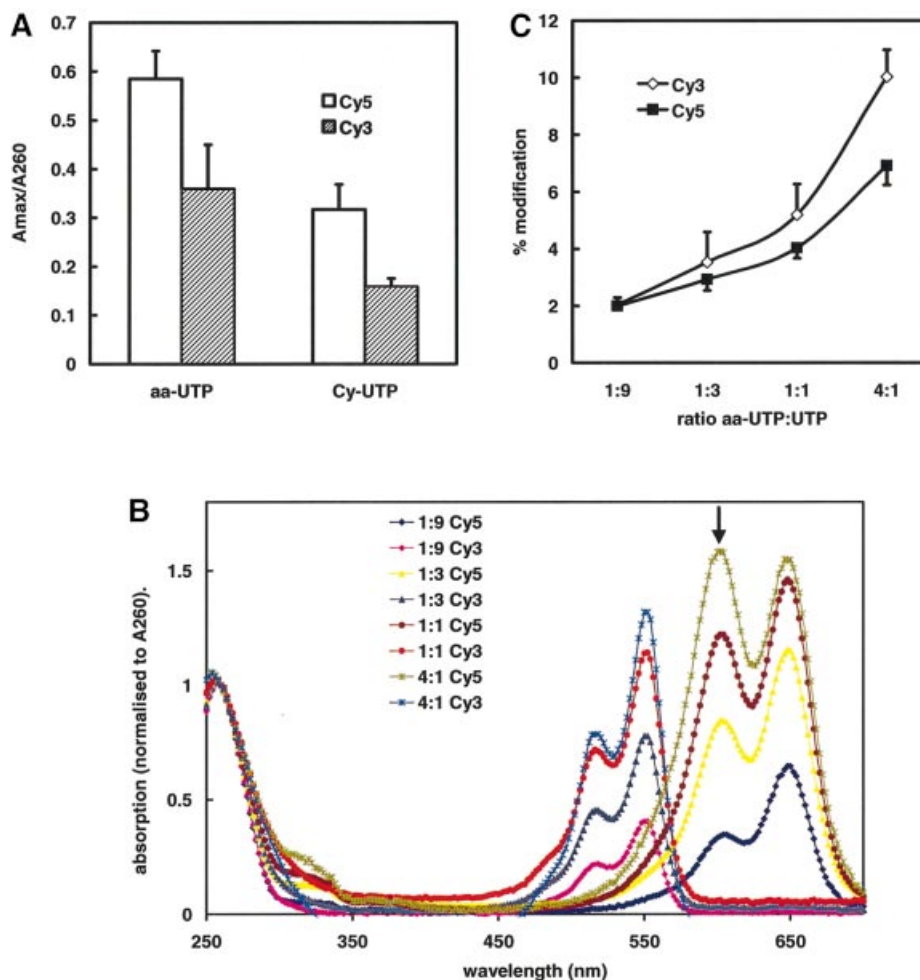 A
0.7
0.6
0.5
0.4
0.3
0.2
0.1
0
Amax/A260
Cy5
Cy3
aa-UTP
Cy-UTP
C
12
10
8
6
4
2
0
% modification
Cy3
Cy5
1:9
1:3
1:1
4:1
ratio aa-UTP:UTP
B
1.5
1
0.5
0
absorption (normalised to A260).
1:9 Cy5
1:9 Cy3
1:3 Cy5
1:3 Cy3
1:1 Cy5
1:1 Cy3
4:1 Cy5
4:1 Cy3
250
350
450
550
650
wavelength (nm)